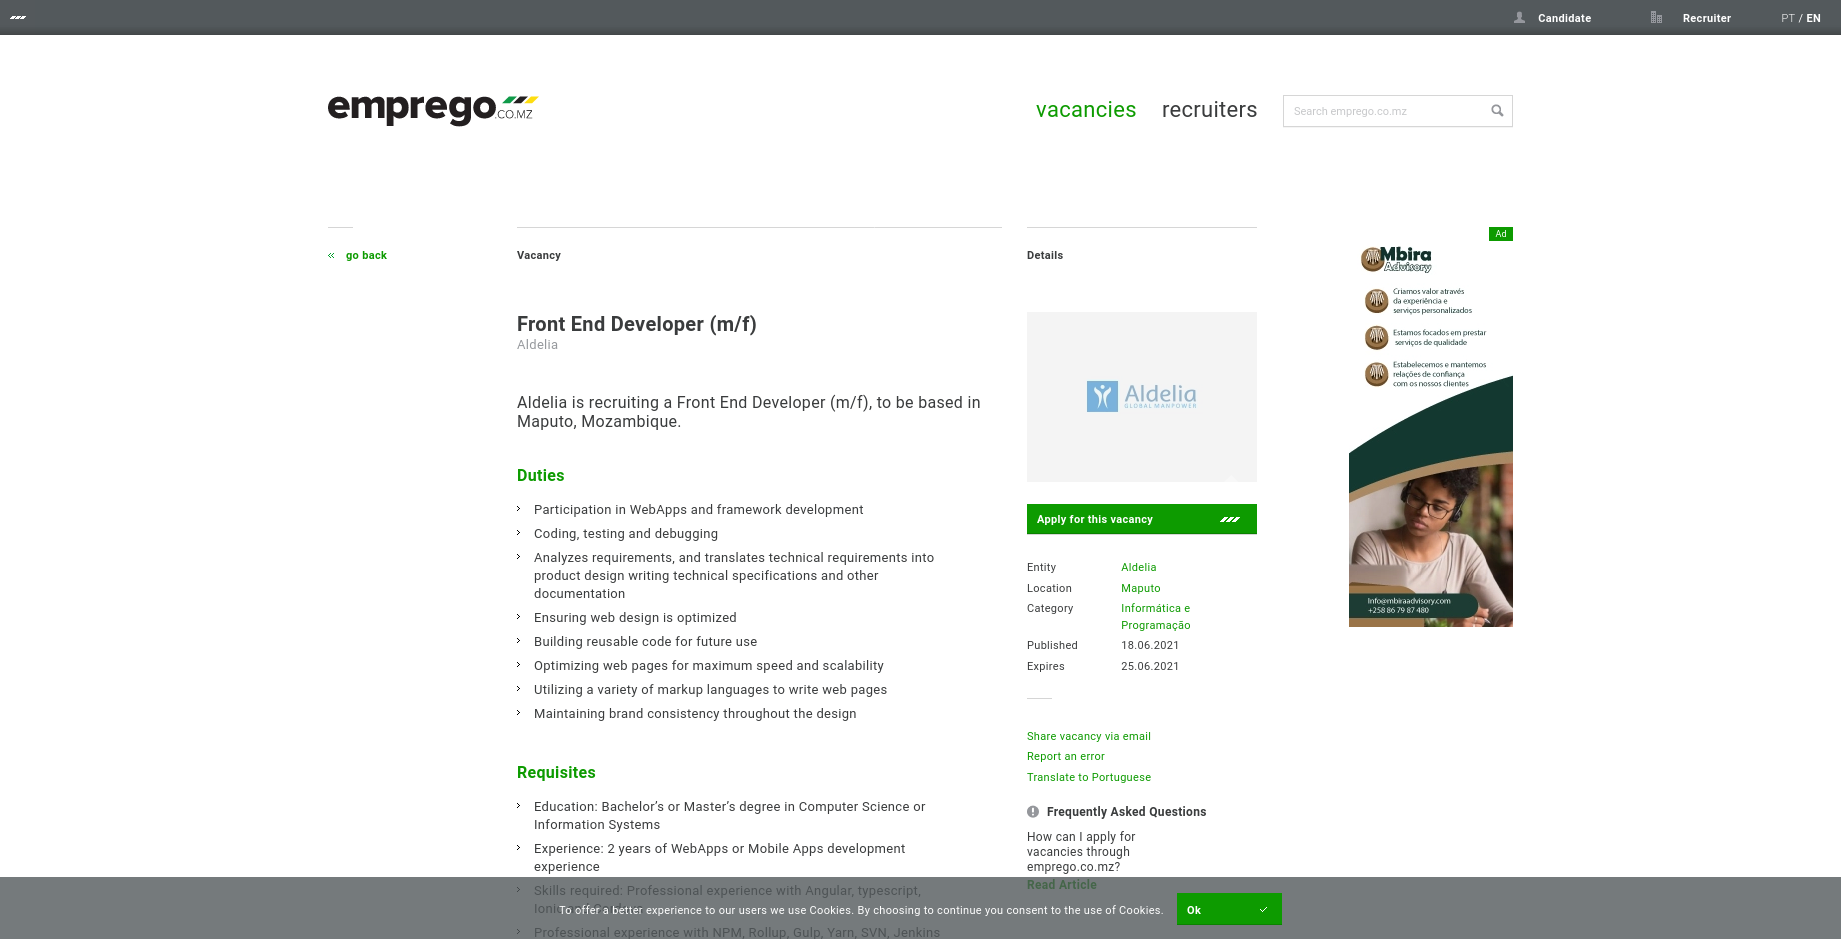 Candidate
Recruiter
PT / EN
emprego.CO.MZ
vacancies
recruiters
Search emprego.co.mz
« go back
Vacancy
Details
Ad
Front End Developer (m/f)
Aldelia
Aldelia is recruiting a Front End Developer (m/f), to be based in
Maputo, Mozambique.
Duties
Participation in WebApps and framework development
Coding, testing and debugging
Analyzes requirements, and translates technical requirements into
product design writing technical specifications and other
documentation
Ensuring web design is optimized
Building reusable code for future use
Optimizing web pages for maximum speed and scalability
Utilizing a variety of markup languages to write web pages
Maintaining brand consistency throughout the design
Requisites
Education: Bachelor’s or Master’s degree in Computer Science or
Information Systems
Experience: 2 years of WebApps or Mobile Apps development
experience
Skills required: Professional experience with Angular, typescript,
Professional experience with NPM, Rollup, Gulp, Yarn, SVN, Jenkins
Aldelia
GLOBAL MANPOWER
Apply for this vacancy
Entity Aldelia
Location Maputo
Category Informática e
Programação
Published 18.06.2021
Expires 25.06.2021
Share vacancy via email
Report an error
Translate to Portuguese
Frequently Asked Questions
How can I apply for
vacancies through
emprego.co.mz?
Read Article
Mbira
Advisory
Criamos valor através
da experiência e
serviços personalizados
Estamos focados em prestar
serviços de qualidade
Estabelecemos e mantemos
relações de confiança
com os nossos clientes
Info@mbiraadvisory.com
+258 86 79 87 480
To offer a better experience to our users we use Cookies. By choosing to continue you consent to the use of Cookies.
Ok